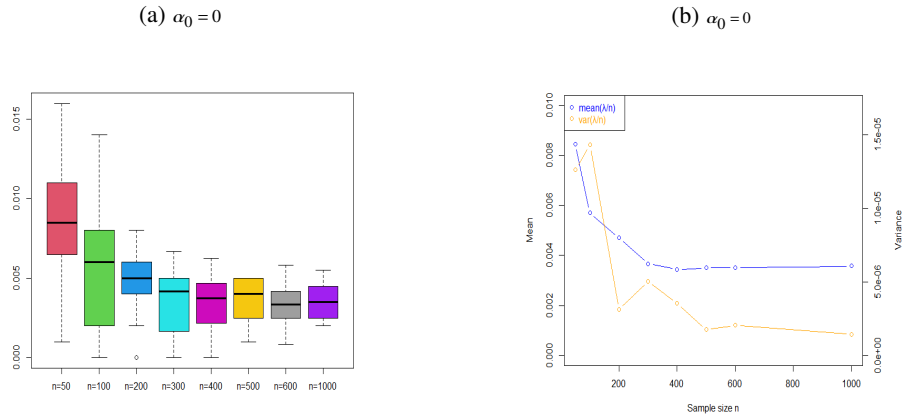 (a) α₀ = 0
(b) α₀ = 0
0.015
0.010
0.005
0.000
n=50 n=100 n=200 n=300 n=400 n=500 n=600 n=1000
mean(λ/n)
var(λ/n)
Mean
0.010
0.008
0.006
0.004
0.002
0.000
200 400 600 800 1000
Sample size n
1.5e-05
1.0e-05
5.0e-06
0.0e+00
Variance